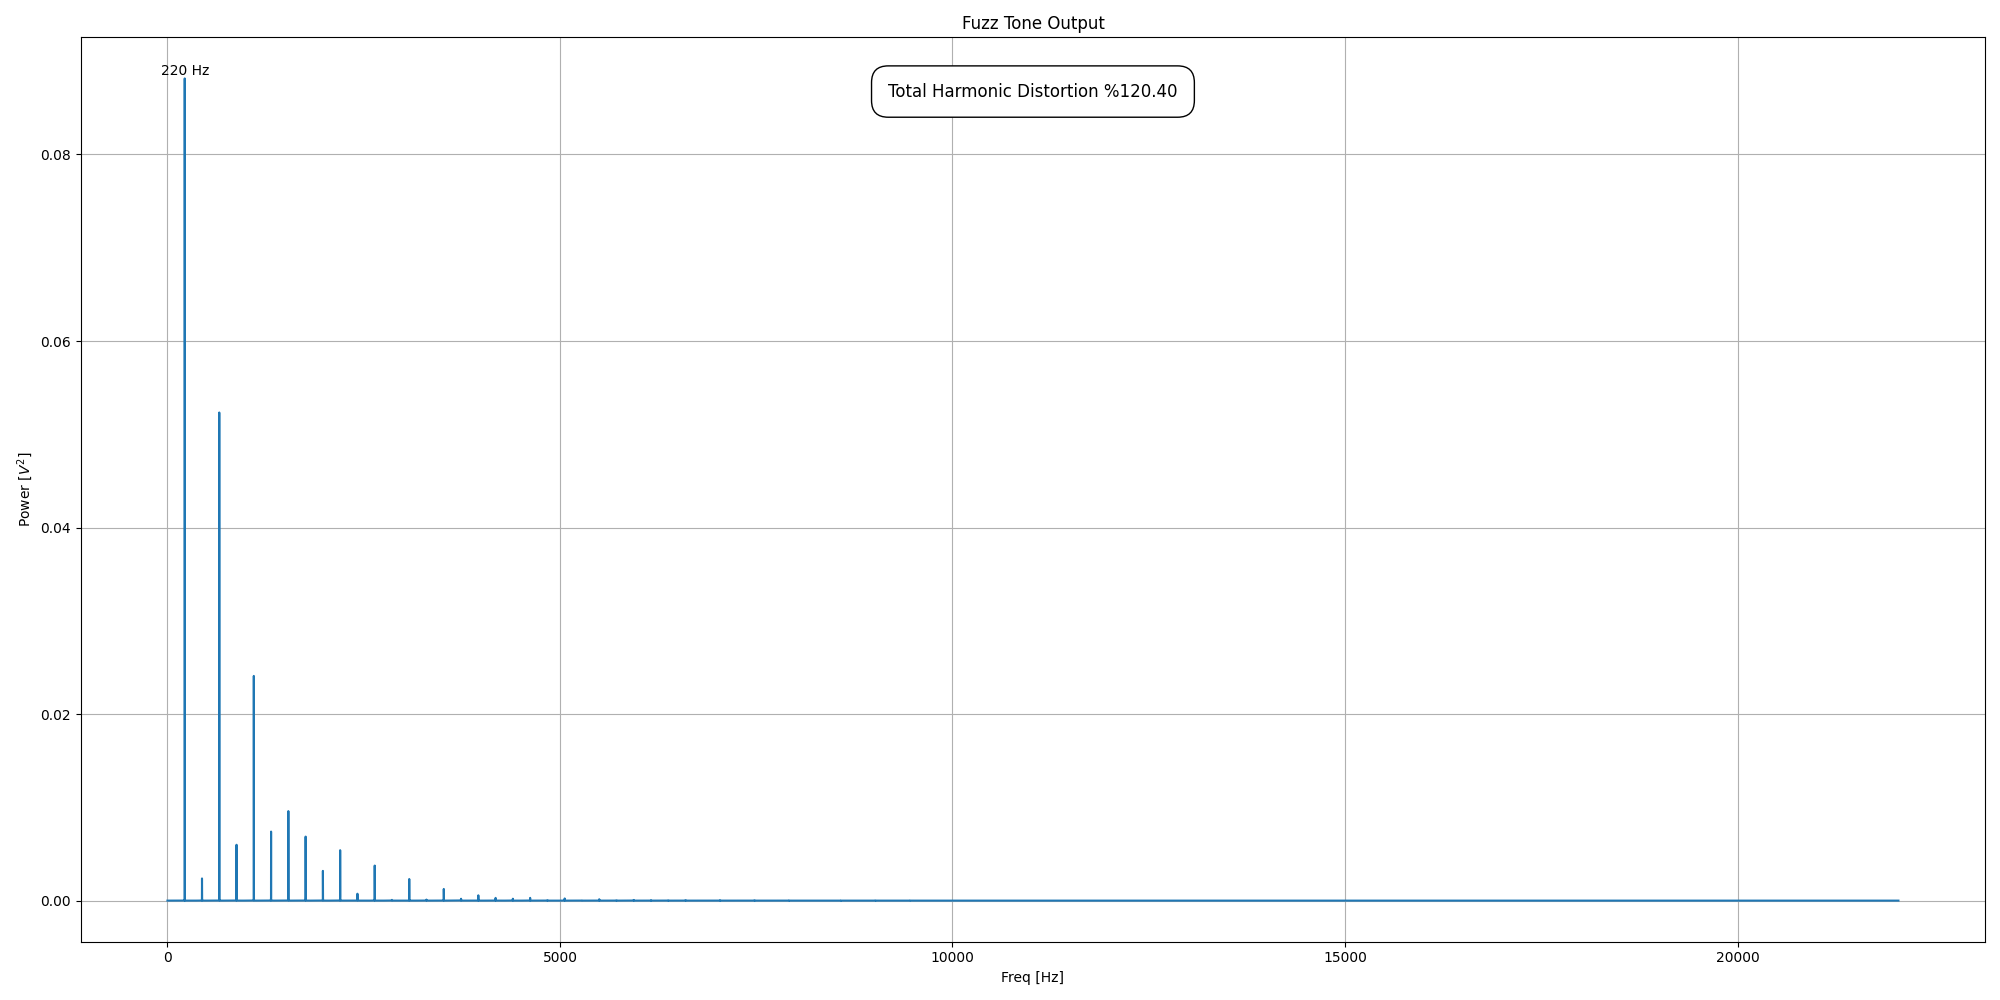 Fuzz Tone Output
220 Hz
Total Harmonic Distortion %120.40
0.08
0.06
0.04
0.02
0.00
Power [V²]
0 5000 10000 15000 20000
Freq [Hz]